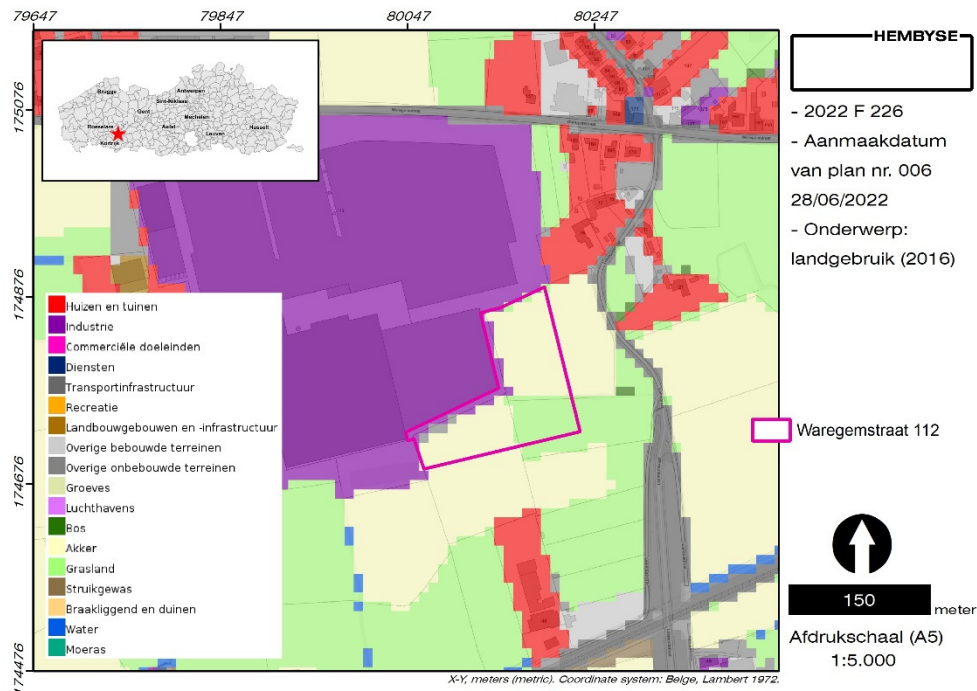 79647
79847
80047
80247
175076
174876
174676
174476
Brugge
Antwerpen
Sint-Niklaas
Gent
Mechelen
Roeselare
Aalst
Leuven
Hasselt
Kortrijk
Huizen en tuinen
Industrie
Commerciële doeleinden
Diensten
Transportinfrastructuur
Recreatie
Landbouwgebouwen en -infrastructuur
Overige bebouwde terreinen
Overige onbebouwde terreinen
Groeves
Luchthavens
Bos
Akker
Grasland
Struikgewas
Braakliggend en duinen
Water
Moeras
X-Y, meters (metric). Coordinate system: Belge, Lambert 1972.
HEMBYSE
- 2022 F 226
- Aanmaakdatum
van plan nr. 006
28/06/2022
- Onderwerp:
landgebruik (2016)
Waregemstraat 112
150 meter
Afdrukschaal (A5)
1:5.000